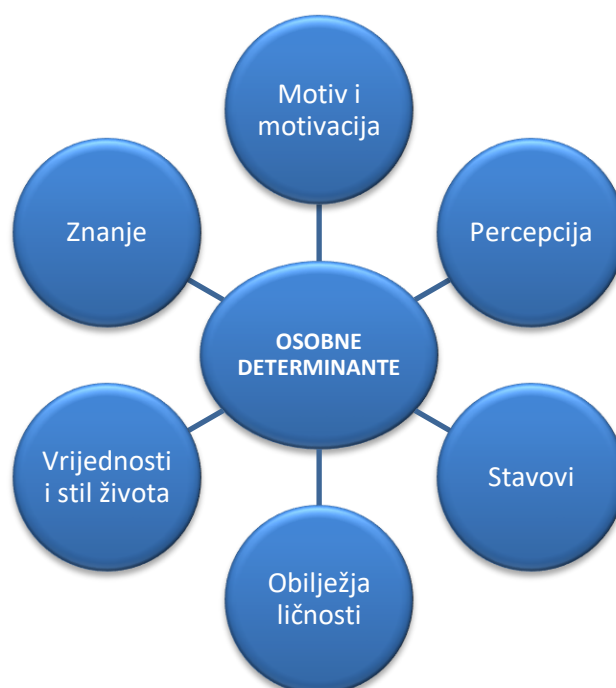 Motiv i
motivacija
Percepcija
Stavovi
Obilježja
ličnosti
Vrijednosti
i stil života
Znanje
OSOBNE
DETERMINANTE